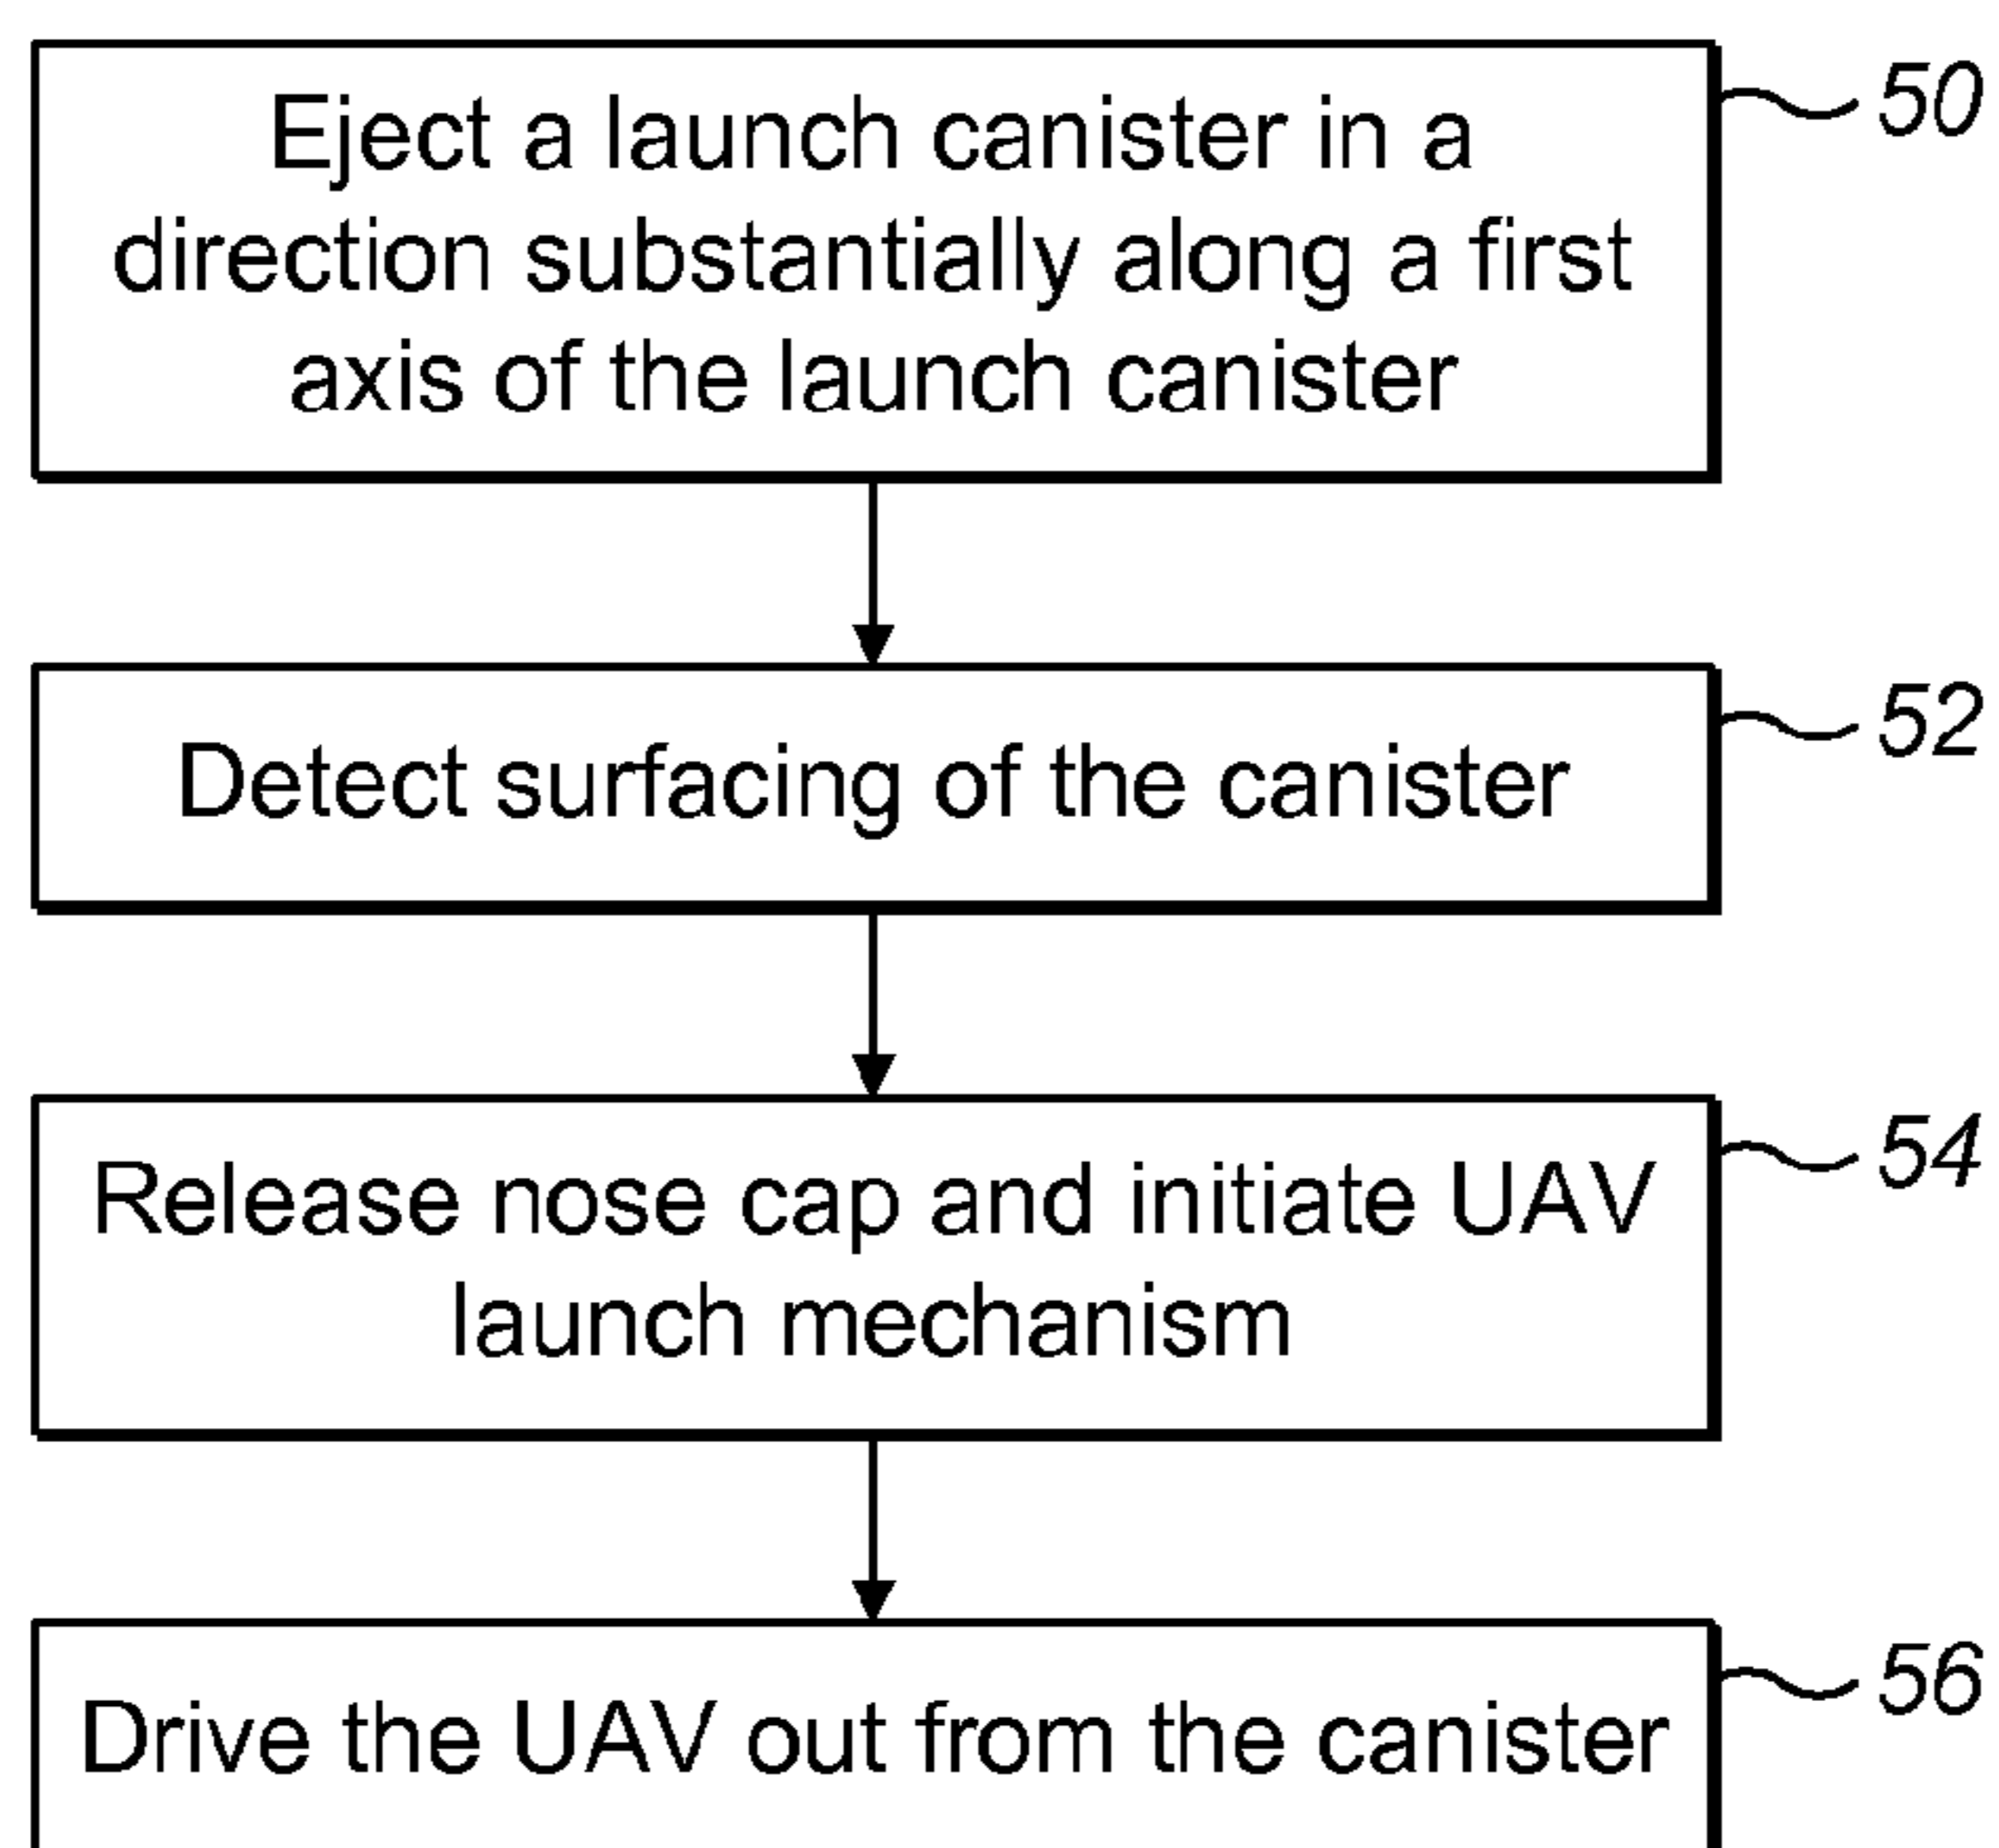 Eject a launch canister in a
direction substantially along a first
axis of the launch canister
50
Detect surfacing of the canister
52
Release nose cap and initiate UAV
launch mechanism
54
Drive the UAV out from the canister
56